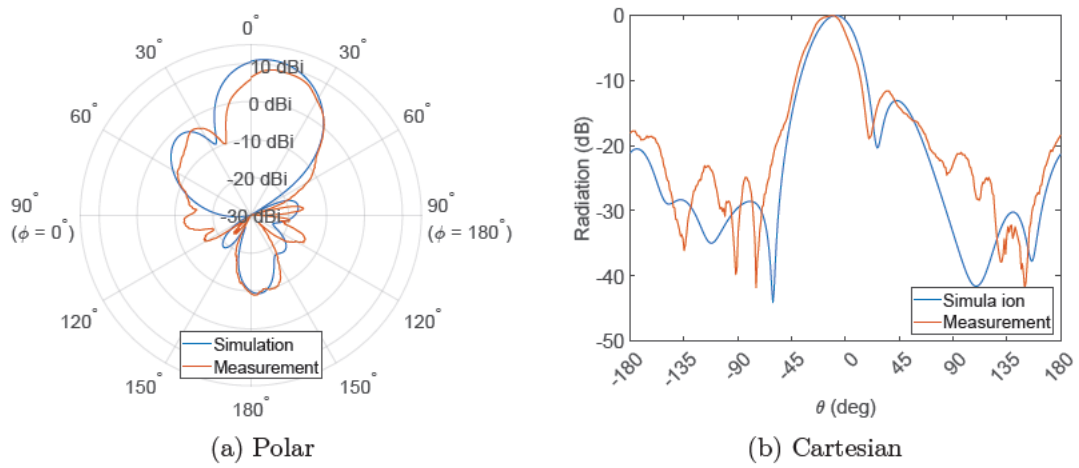 0°
30° 30°
60° 60°
90° 90°
(ϕ = 0°) (ϕ = 180°)
120° 120°
150° 150°
180°
10 dBi
0 dBi
-10 dBi
-20 dBi
-30 dBi
Simulation
Measurement
(a) Polar
Radiation (dB)
0
-10
-20
-30
-40
-50
-180 -135 -90 -45 0 45 90 135 180
θ (deg)
Simula ion
Measurement
(b) Cartesian